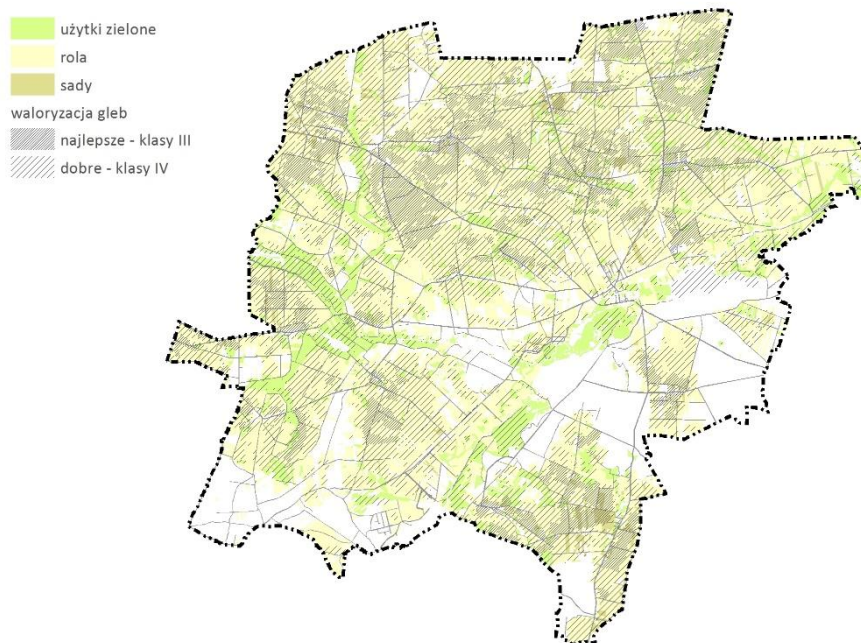 użytki zielone
rola
sady
waloryzacja gleb
najlepsze - klasy III
dobre - klasy IV